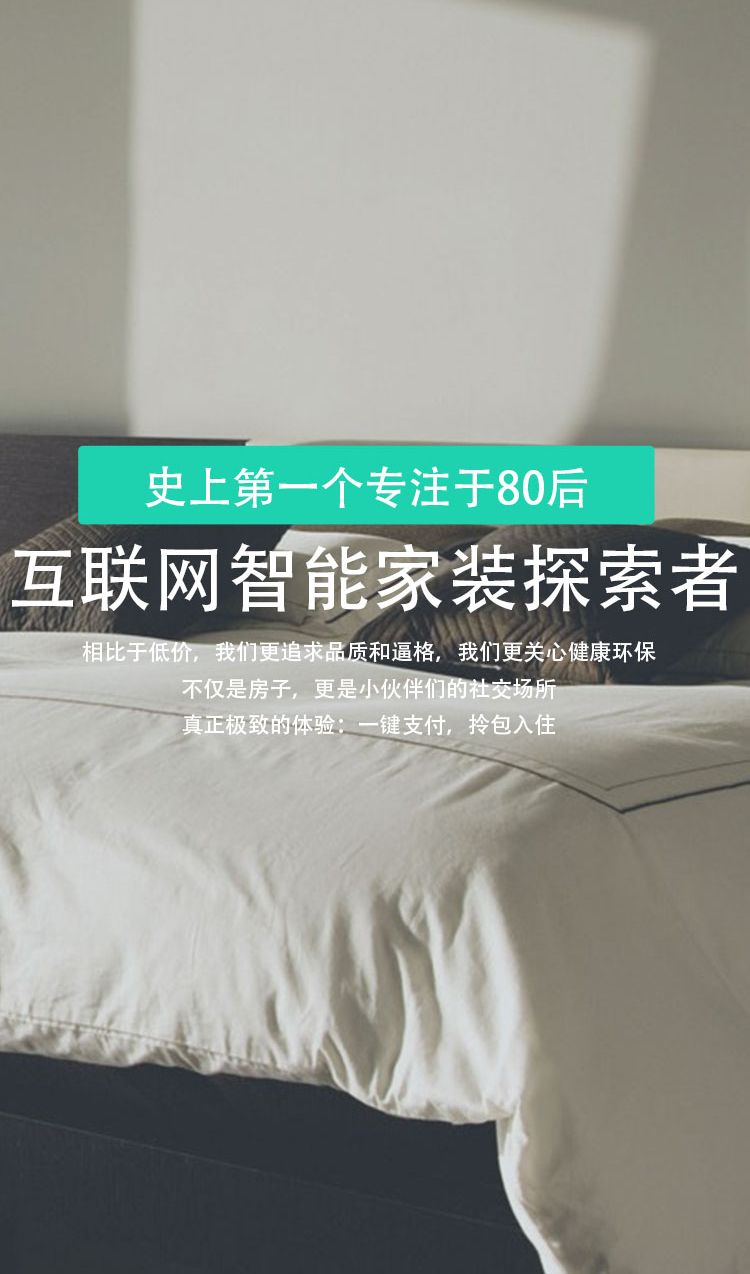 史上第一个专注于80后
互联网智能家装探索者
相比于低价，我们更追求品质和逼格，我们更关心健康环保
不仅是房子，更是小伙伴们的社交场所
真正极致的体验：一键支付，拎包入住